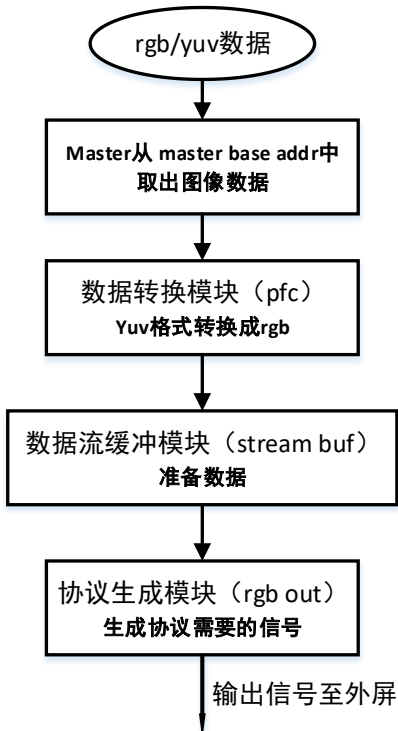 rgb/yuv数据
Master从 master base addr中
取出图像数据
数据转换模块（pfc）
Yuv格式转换成rgb
数据流缓冲模块（stream buf）
准备数据
协议生成模块（rgb out）
生成协议需要的信号
输出信号至外屏